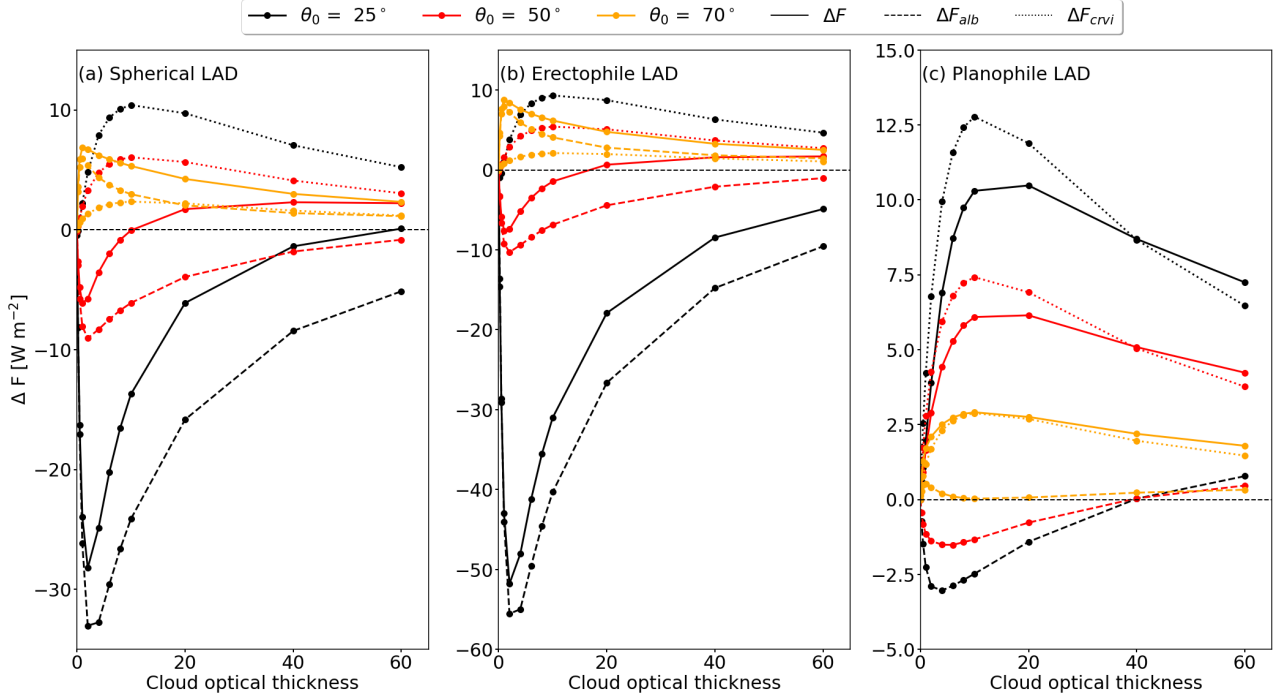 θ0 = 25° θ0 = 50° θ0 = 70° ΔF ΔFalb ΔFcrvi
(a) Spherical LAD
10
0
−10
−20
−30
Δ F [W m−2]
0 20 40 60
Cloud optical thickness
(b) Erectophile LAD
10
0
−10
−20
−30
−40
−50
−60
0 20 40 60
Cloud optical thickness
(c) Planophile LAD
15.0
12.5
10.0
7.5
5.0
2.5
0.0
−2.5
−5.0
0 20 40 60
Cloud optical thickness